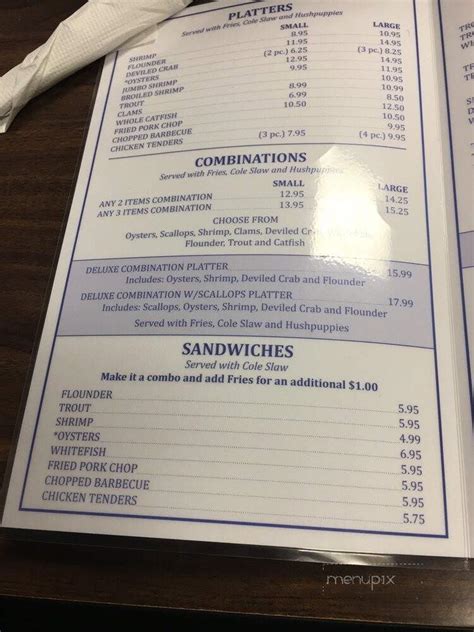 PLATTERS
Served with Fries, Cole Slaw and Hushpuppies
SMALL LARGE
SHRIMP 8.95 10.95
FLOUNDER 11.95 14.95
DEVILED CRAB (2 pc.) 6.25 (3 pc.) 8.25
*OYSTERS 12.95 14.95
JUMBO SHRIMP 9.95 11.95
BROILED SHRIMP 10.95
TROUT 8.99 10.99
CLAMS 6.99 8.50
WHOLE CATFISH 10.50 12.50
FRIED PORK CHOP 10.50
CHOPPED BARBECUE 9.95
CHICKEN TENDERS (3 pc.) 7.95 (4 pc.) 9.95
COMBINATIONS
Served with Fries, Cole Slaw and Hushpuppies
SMALL LARGE
ANY 2 ITEMS COMBINATION 12.95 14.25
ANY 3 ITEMS COMBINATION 13.95 15.25
CHOOSE FROM
Oysters, Scallops, Shrimp, Clams, Deviled Crab,
Flounder, Trout and Catfish
DELUXE COMBINATION PLATTER 15.99
Includes: Oysters, Shrimp, Deviled Crab and Flounder
DELUXE COMBINATION W/SCALLOPS PLATTER 17.99
Includes: Scallops, Oysters, Shrimp, Deviled Crab and Flounder
Served with Fries, Cole Slaw and Hushpuppies
SANDWICHES
Served with Cole Slaw
Make it a combo and add Fries for an additional $1.00
FLOUNDER 5.95
TROUT 5.95
SHRIMP 4.99
*OYSTERS 6.95
WHITEFISH 5.95
FRIED PORK CHOP 5.95
CHOPPED BARBECUE 5.95
CHICKEN TENDERS 5.75
menupix